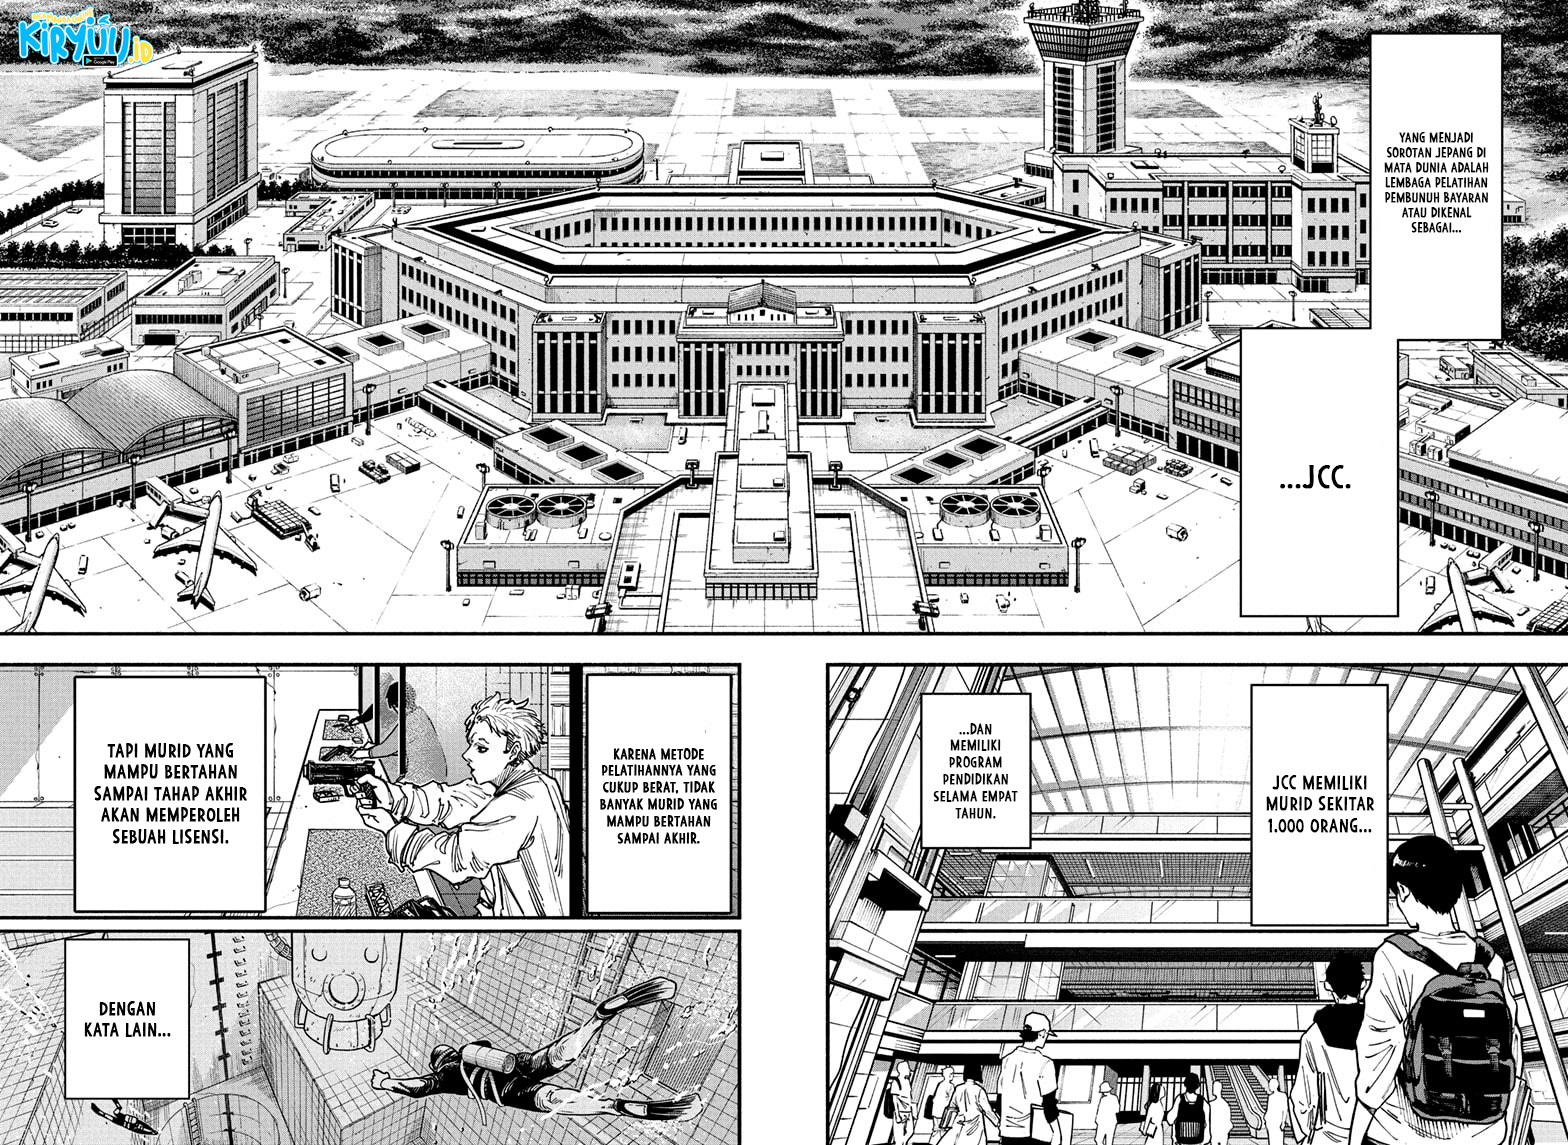 KIRYUU.ID
Google Play
YANG MENJADI
SOROTAN JEPANG DI
MATA DUNIA ADALAH
LEMBAGA PELATIHAN
PEMBUNUH BAYARAN
ATAU DIKENAL
SEBAGAI...
....JCC.
JCC MEMILIKI
MURID SEKITAR
1.000 ORANG...
...DAN
MEMILIKI
PROGRAM
PENDIDIKAN
SELAMA EMPAT
TAHUN.
KARENA METODE
PELATIHANNYA YANG
CUKUP BERAT, TIDAK
BANYAK MURID YANG
MAMPU BERTAHAN
SAMPAI AKHIR.
TAPI MURID YANG
MAMPU BERTAHAN
SAMPAI TAHAP AKHIR
AKAN MEMPEROLEH
SEBUAH LISENSI.
DENGAN
KATA LAIN...